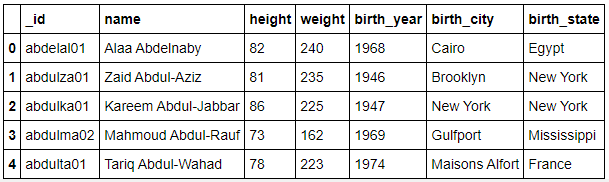 _id name height weight birth_year birth_city birth_state
0 abdelal01 Alaa Abdelnaby 82 240 1968 Cairo Egypt
1 abdulza01 Zaid Abdul-Aziz 81 235 1946 Brooklyn New York
2 abdulka01 Kareem Abdul-Jabbar 86 225 1947 New York New York
3 abdulma02 Mahmoud Abdul-Rauf 73 162 1969 Gulfport Mississippi
4 abdulta01 Tariq Abdul-Wahad 78 223 1974 Maisons Alfort France